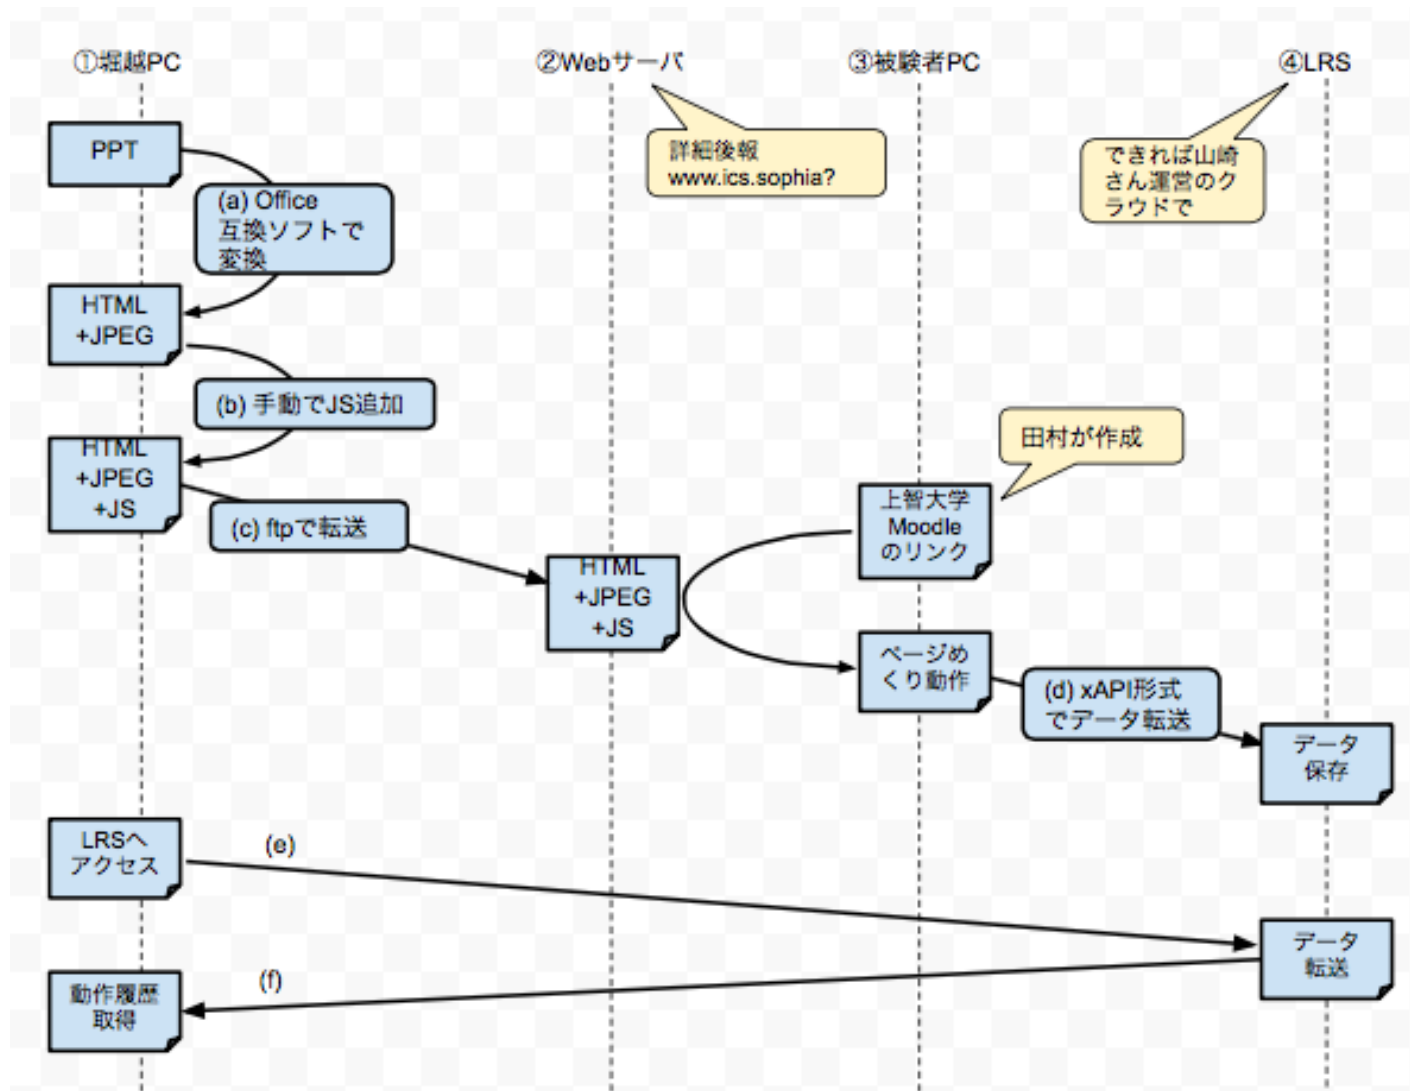 ①堀越PC
②Webサーバ
③被験者PC
④LRS
詳細後報
www.ics.sophia?
できれば山崎
さん運営のク
ラウドで
PPT
(a) Office
互換ソフトで
変換
HTML
+JPEG
(b) 手動でJS追加
HTML
+JPEG
+JS
(c) ftpで転送
HTML
+JPEG
+JS
田村が作成
上智大学
Moodle
のリンク
ページめ
くり動作
(d) xAPI形式
でデータ転送
データ
保存
LRSへ
アクセス
(e)
データ
転送
(f)
動作履歴
取得